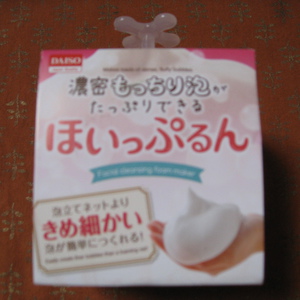 DAISO
濃密もっちり泡が
たっぷりできる
ほいっぷるん
Facial cleansing foam maker
泡立てネットより
きめ細かい
泡が簡単につくれる!